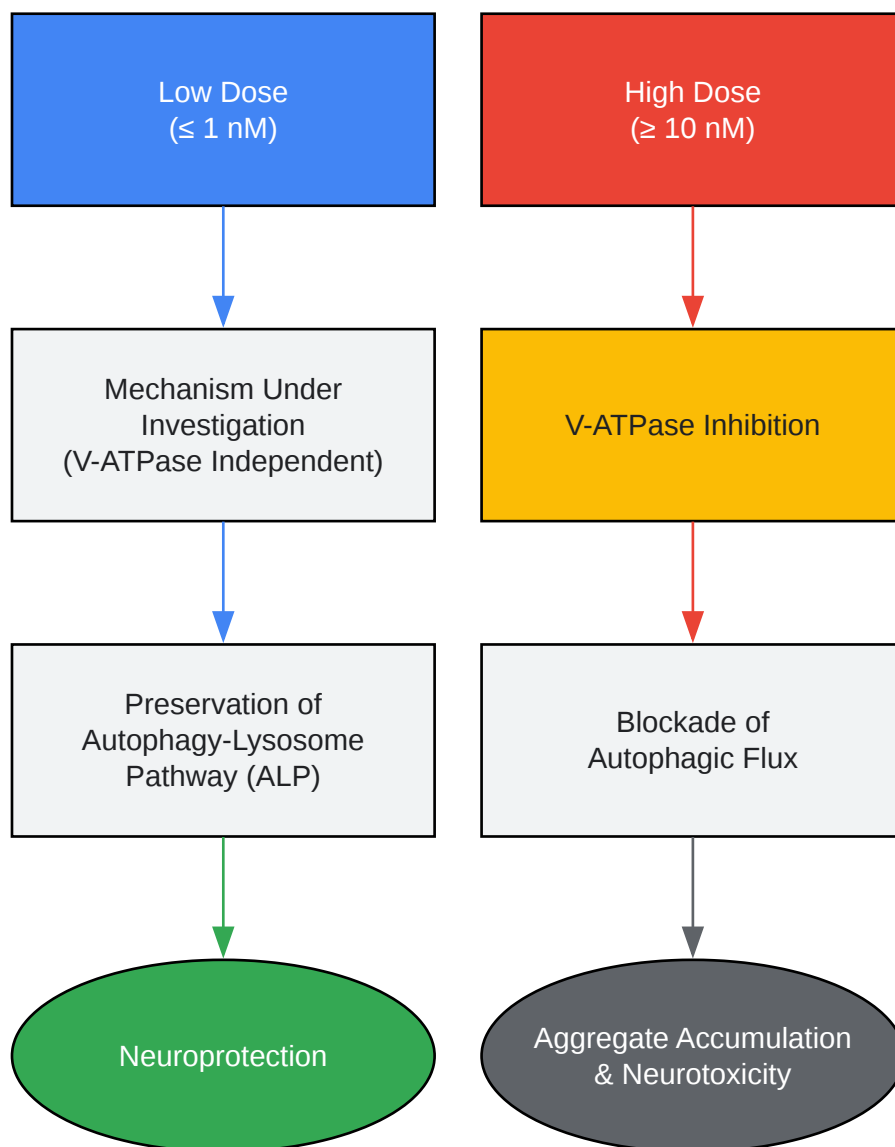 Low Dose
(≤ 1 nM)
High Dose
(≥ 10 nM)
Mechanism Under
Investigation
(V-ATPase Independent)
V-ATPase Inhibition
Preservation of
Autophagy-Lysosome
Pathway (ALP)
Blockade of
Autophagic Flux
Neuroprotection
Aggregate Accumulation
& Neurotoxicity